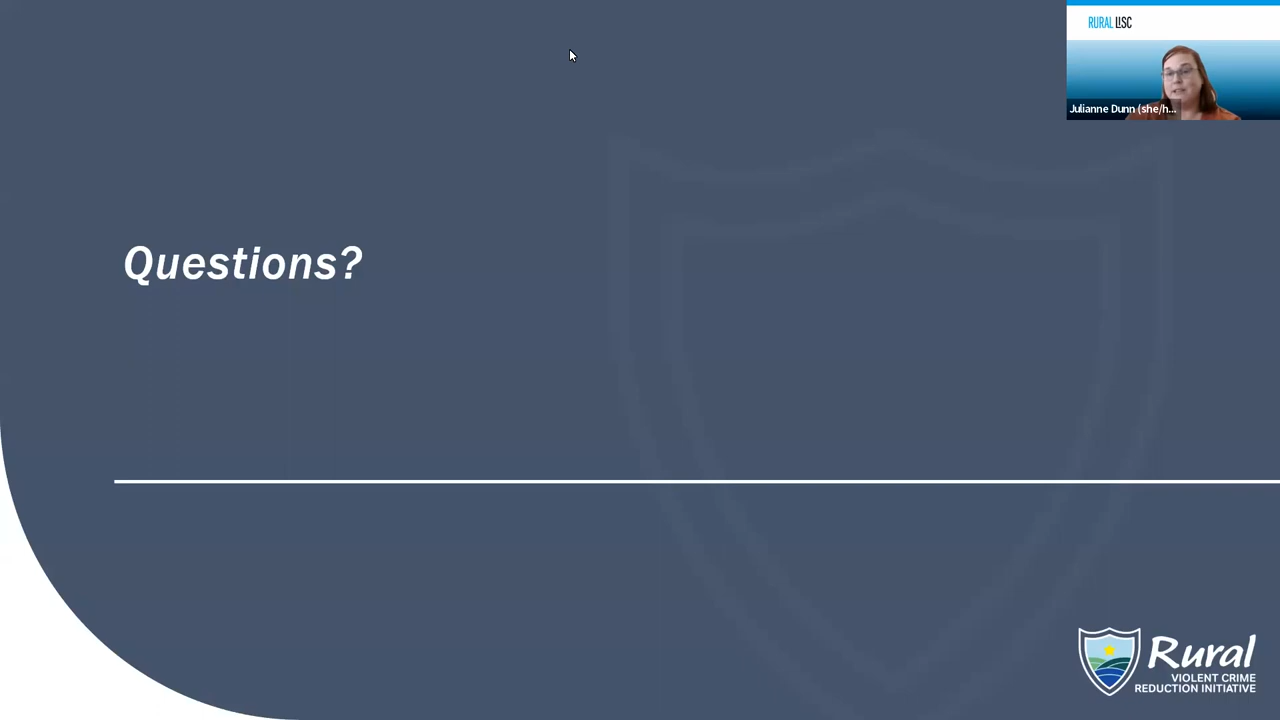 RURAL LISC
Julianne Dunn (she/h...
Questions?
Rural
VIOLENT CRIME
REDUCTION INITIATIVE